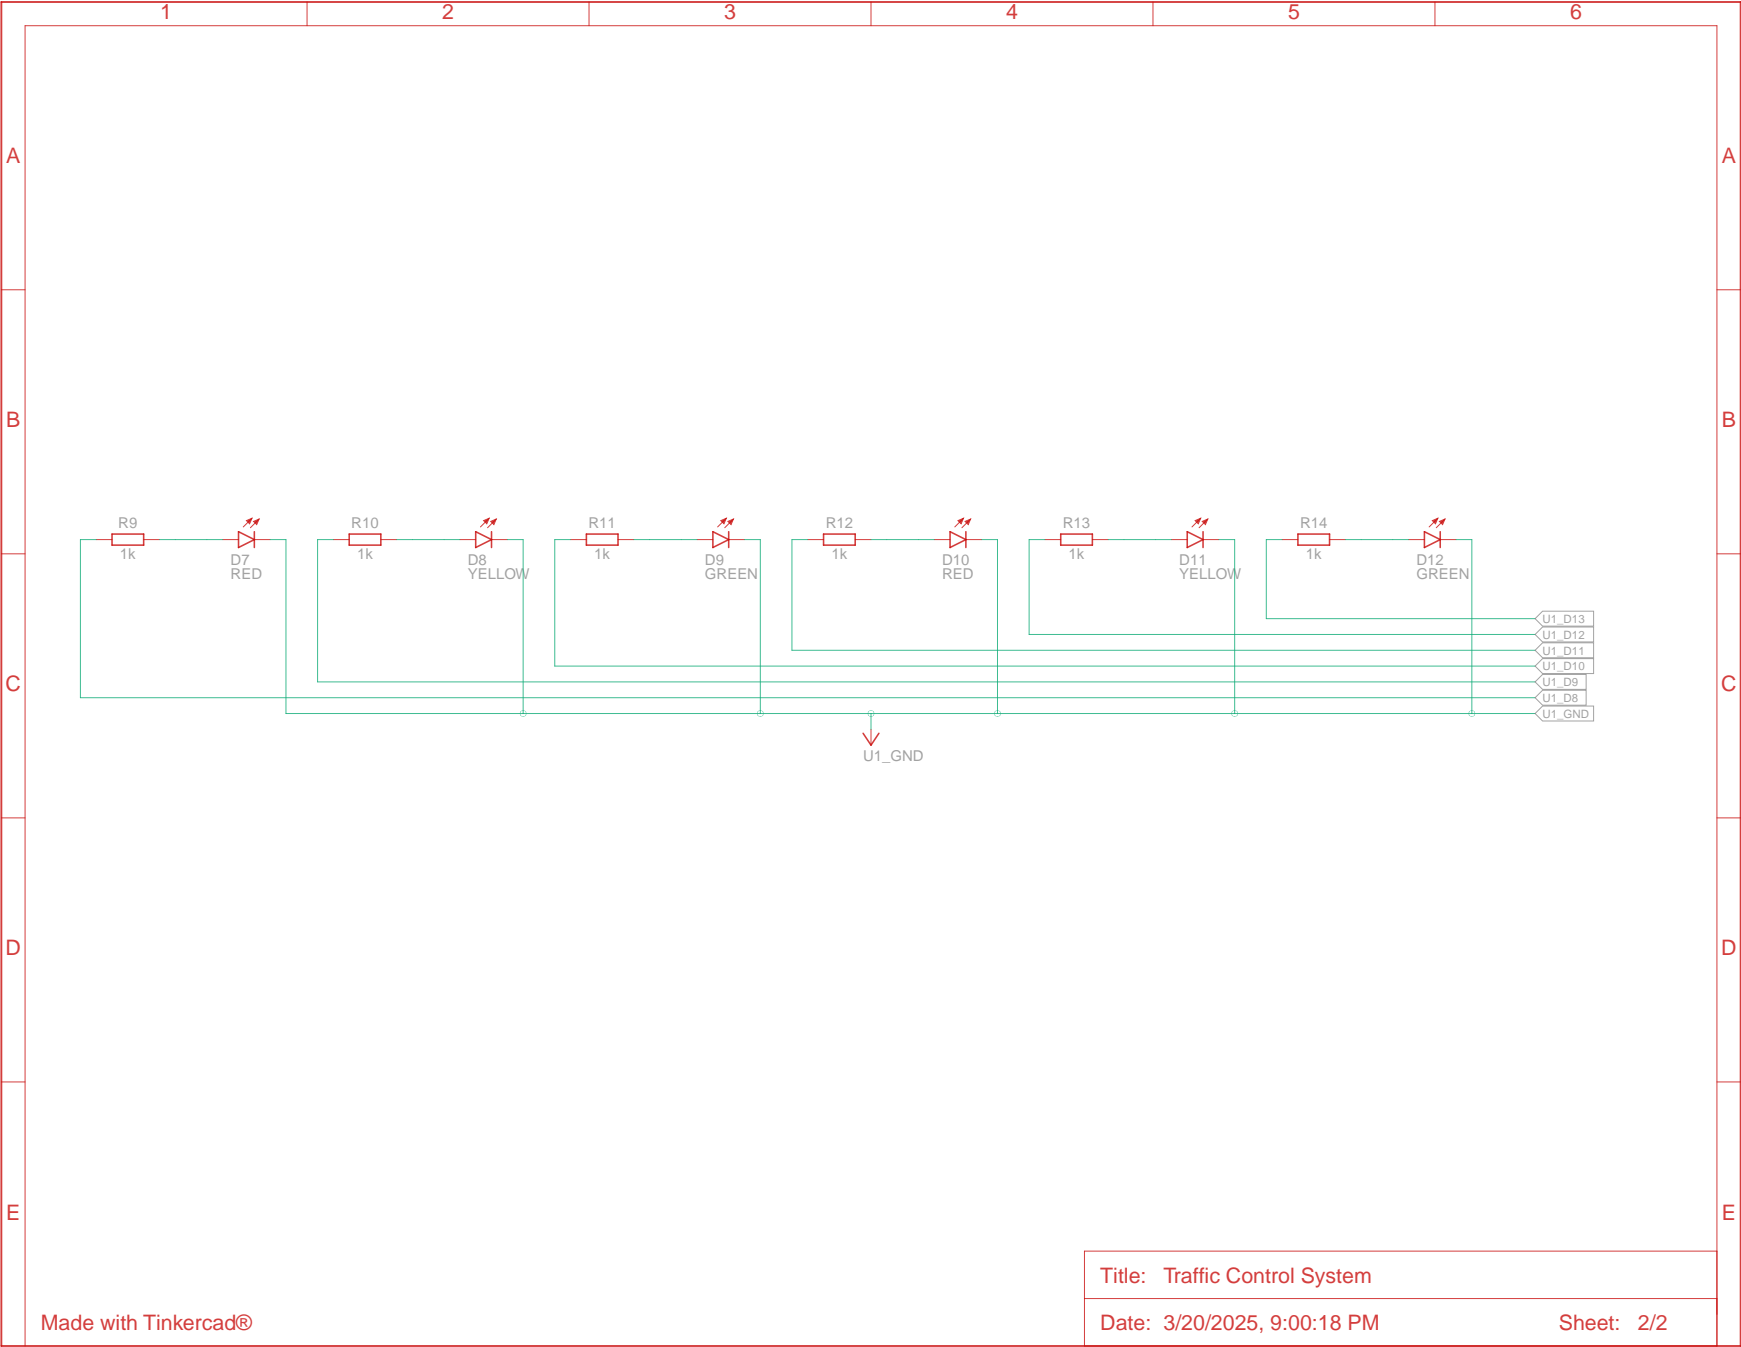 1 2 3 4 5 6
A A
B B
R9 R10 R11 R12 R13 R14
1k 1k 1k 1k 1k 1k
D7 D8 D9 D10 D11 D12
RED YELLOW GREEN RED YELLOW GREEN
U1_D13
U1_D12
U1_D11
U1_D10
C C
U1_D9
U1_D8
U1_GND
U1_GND
D D
E E
Title: Traffic Control System
Made with Tinkercad®
Date: 3/20/2025, 9:00:18 PM Sheet: 2/2